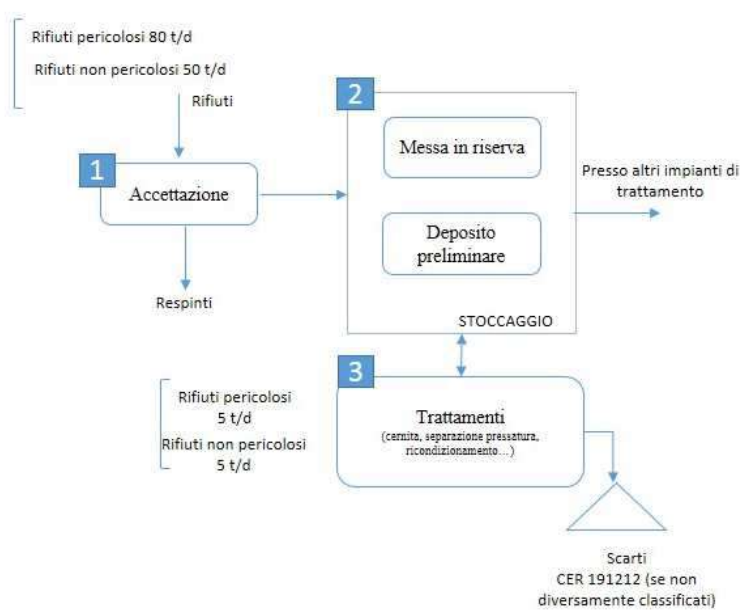 Rifiuti pericolosi 80 t/d
Rifiuti non pericolosi 50 t/d
Rifiuti
1
Accettazione
Respinti
2
Messa in riserva
Deposito
preliminare
STOCCAGGIO
Presso altri impianti di
trattamento
3
Rifiuti pericolosi
5 t/d
Rifiuti non pericolosi
5 t/d
Trattamenti
(cernita, separazione pressatura,
ricondizionamento…)
Scarti
CER 191212 (se non
diversamente classificati)